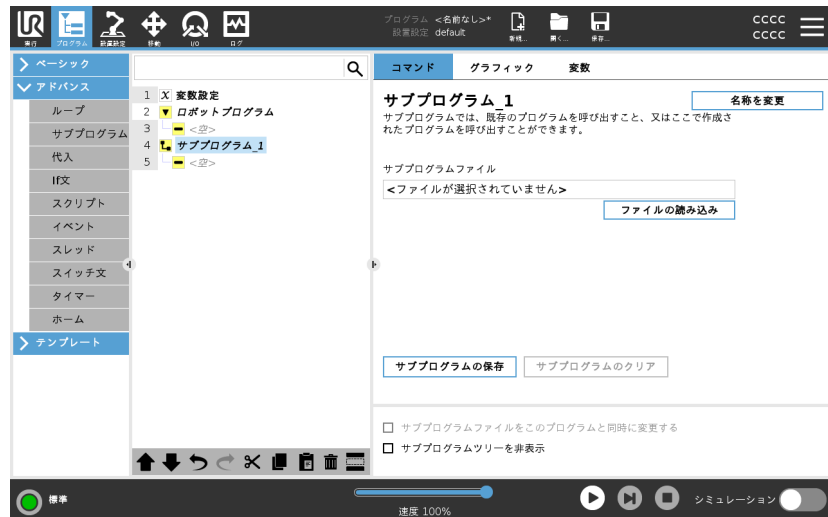 UR
実行
プログラム
設置設定
移動
I/O
ログ
プログラム <名前なし>*
設置設定 default
新規...
開く...
保存...
CCCC
CCCC
ベーシック
アドバンス
ループ
サブプログラム
代入
If文
スクリプト
イベント
スレッド
スイッチ文
タイマー
ホーム
テンプレート
1 X 変数設定
2 ロボットプログラム
3 <空>
4 サブプログラム_1
5 <空>
コマンド グラフィック 変数
サブプログラム_1
名称を変更
サブプログラムでは、既存のプログラムを呼び出すこと、又はここで作成さ
れたプログラムを呼び出すことができます。
サブプログラムファイル
<ファイルが選択されていません>
ファイルの読み込み
サブプログラムの保存 サブプログラムのクリア
サブプログラムファイルをこのプログラムと同時に変更する
サブプログラムツリーを非表示
標準
速度 100%
シミュレーション